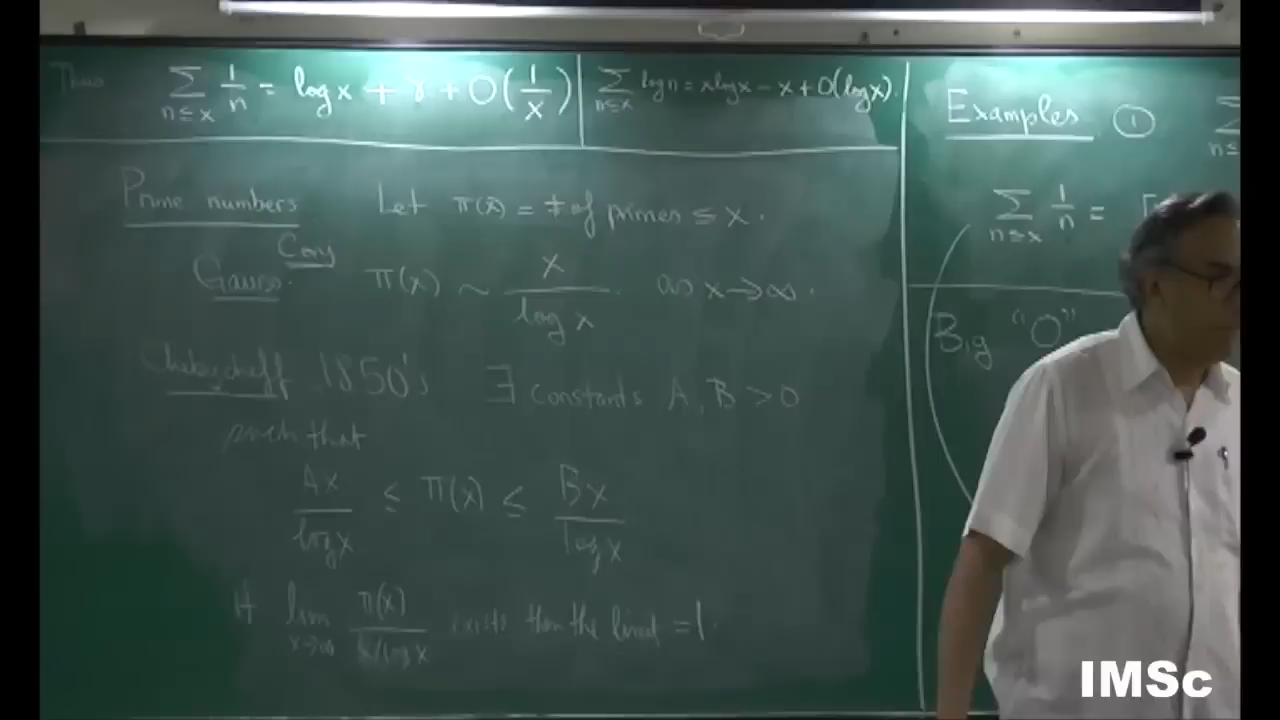 Thus ∑_{n≤x} 1/n = log x + γ + O(1/x)
∑_{n≤x} log n = x log x − x + O(log x).
Prime numbers Let π(x) = # of primes ≤ x.
Gauss. Conj π(x) ~ x/log x as x→∞.
1850's ∃ constants A, B > 0
such that
Ax/log x ≤ π(x) ≤ Bx/log x
If lim_{x→∞} π(x)/(x/log x) exists then the limit = 1.
Examples ①
∑_{n≤x} 1/n =
Big "O"
IMSc